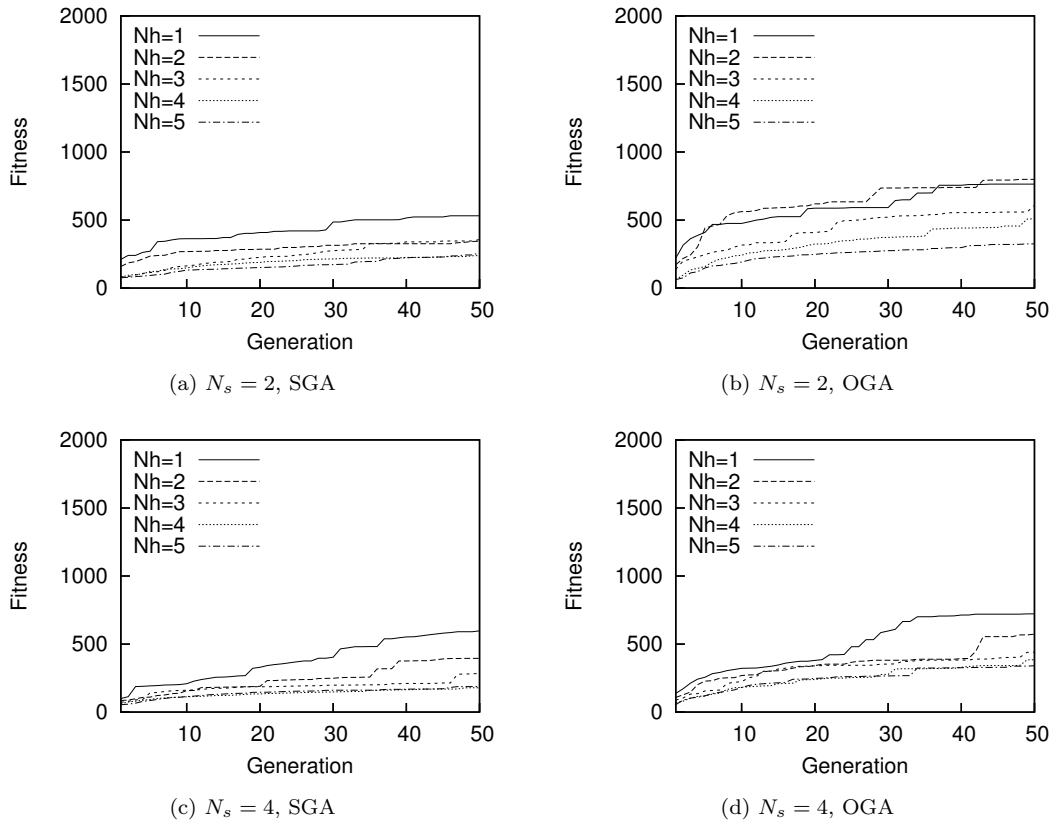 2000
1500
1000
500
0
Fitness
Nh=1
Nh=2
Nh=3
Nh=4
Nh=5
10 20 30 40 50
Generation
(a) N_s = 2, SGA
2000
1500
1000
500
0
Fitness
Nh=1
Nh=2
Nh=3
Nh=4
Nh=5
10 20 30 40 50
Generation
(b) N_s = 2, OGA
2000
1500
1000
500
0
Fitness
Nh=1
Nh=2
Nh=3
Nh=4
Nh=5
10 20 30 40 50
Generation
(c) N_s = 4, SGA
2000
1500
1000
500
0
Fitness
Nh=1
Nh=2
Nh=3
Nh=4
Nh=5
10 20 30 40 50
Generation
(d) N_s = 4, OGA